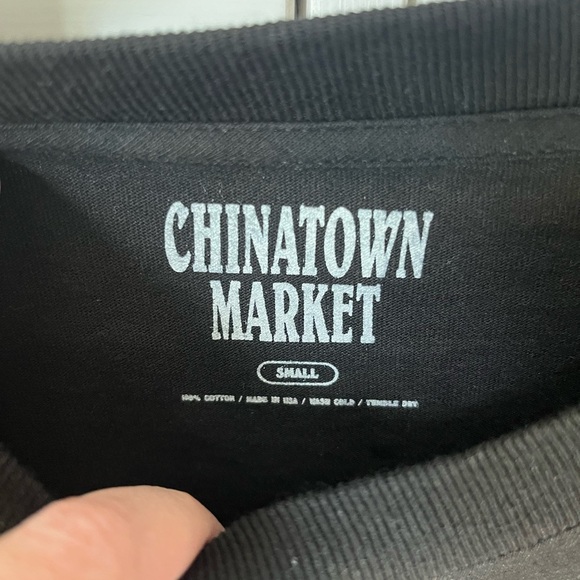 CHINATOWN
MARKET
SMALL
100% COTTON / MADE IN USA / WASH COLD / TUMBLE DRY